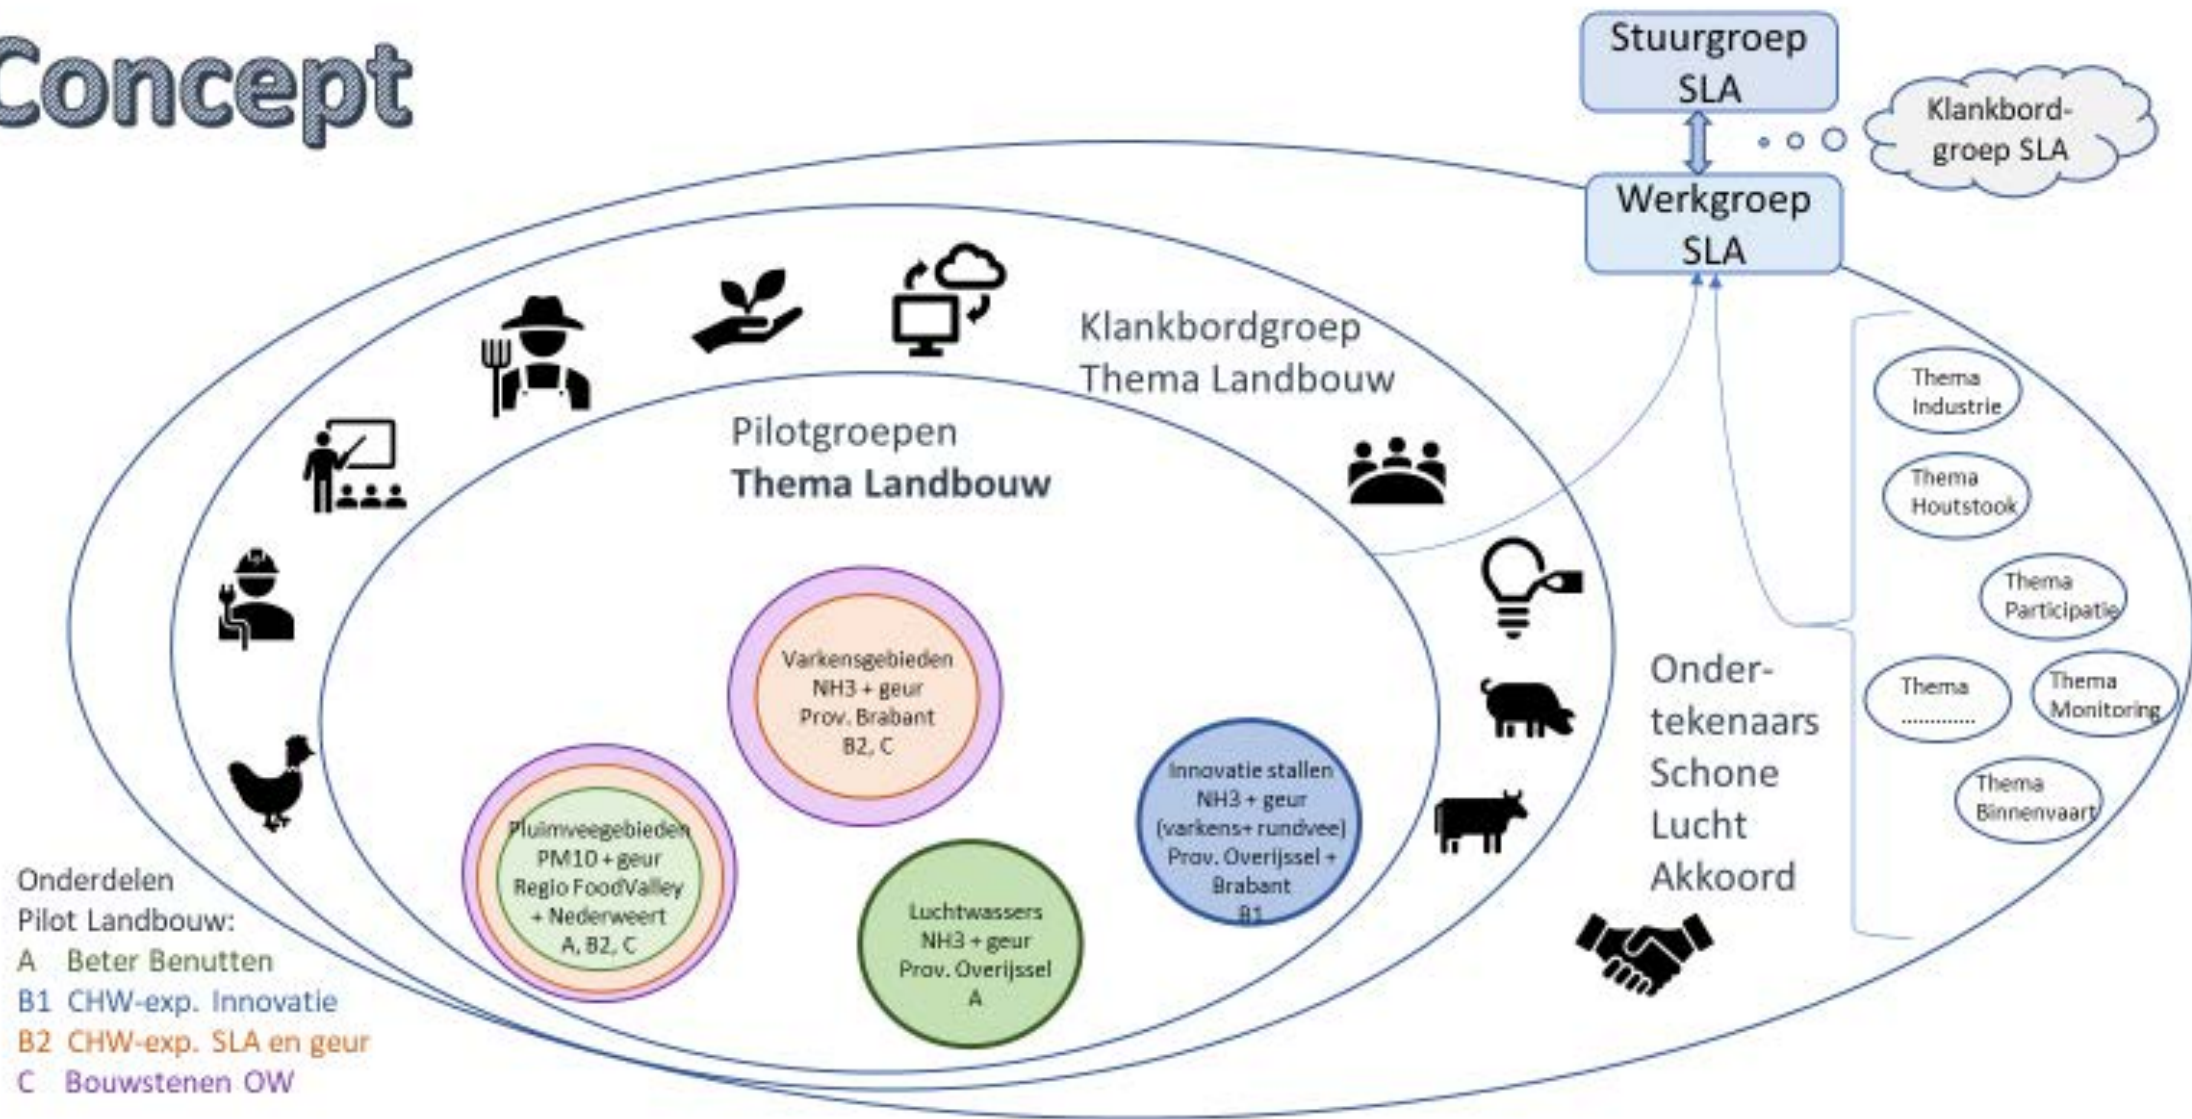 Concept
Stuurgroep
SLA
Klankbord-
groep SLA
Werkgroep
SLA
Klankbordgroep
Thema Landbouw
Pilotgroepen
Thema Landbouw
Varkensgebieden
NH3 + geur
Prov. Brabant
B2, C
Pluimveegebieden
PM10 + geur
Regio FoodValley
+ Nederweert
A, B2, C
Luchtwassers
NH3 + geur
Prov. Overijssel
A
Innovatie stallen
NH3 + geur
(varkens+ rundvee)
Prov. Overijssel +
Brabant
B1
Onder-
tekenaars
Schone
Lucht
Akkoord
Thema
Industrie
Thema
Houtstook
Thema
Participatie
Thema
.............
Thema
Monitoring
Thema
Binnenvaart
Onderdelen
Pilot Landbouw:
A Beter Benutten
B1 CHW-exp. Innovatie
B2 CHW-exp. SLA en geur
C Bouwstenen OW